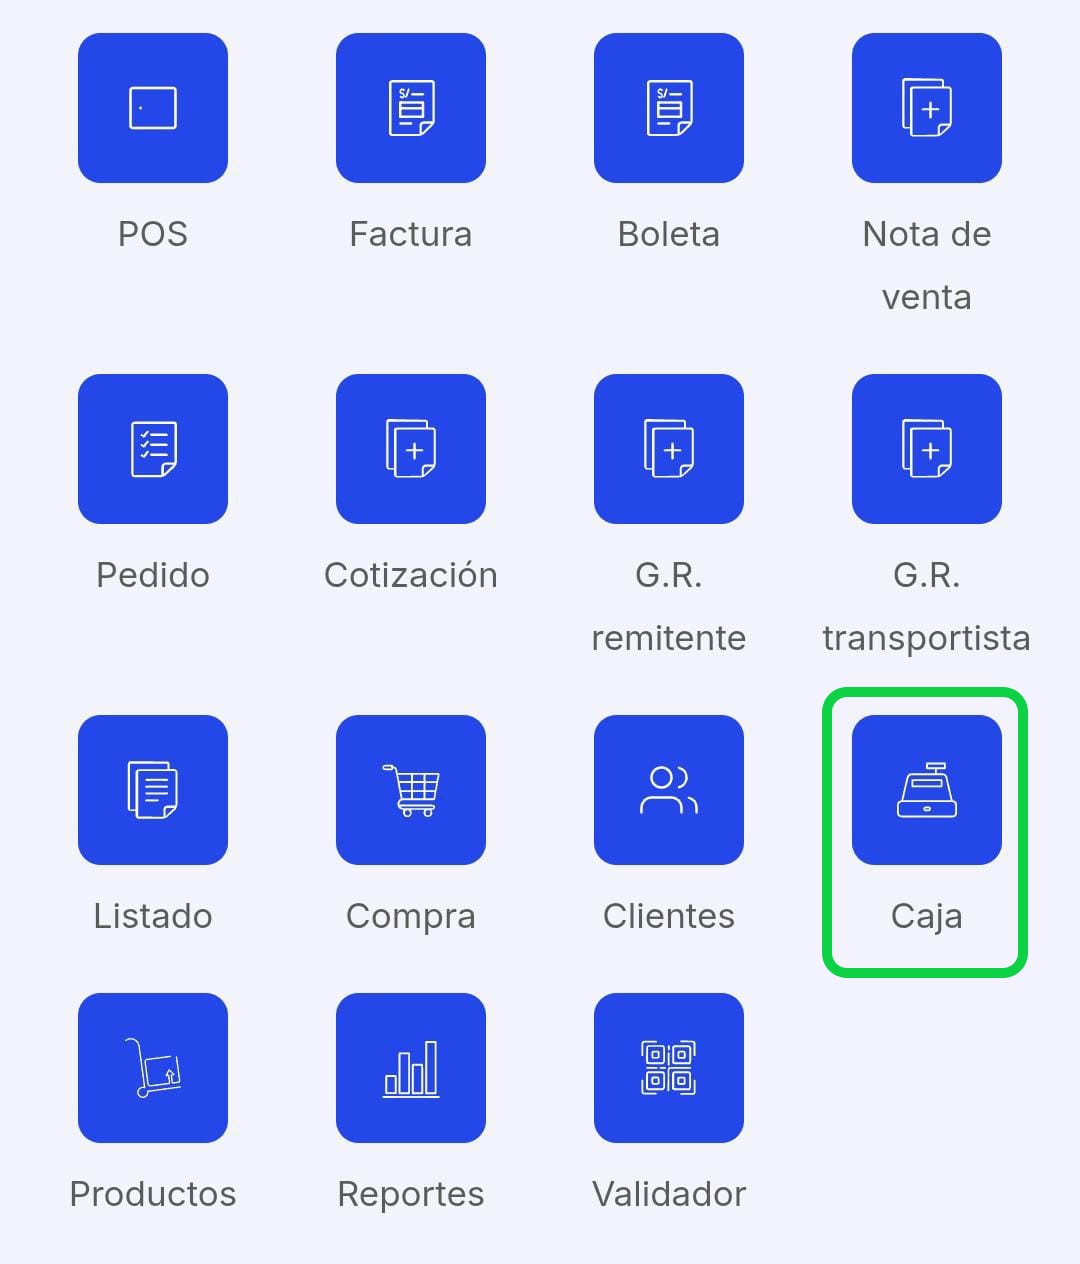 POS
Factura
Boleta
Nota de
venta
S/
S/
Pedido
Cotización
G.R.
remitente
G.R.
transportista
Listado
Compra
Clientes
Caja
Productos
Reportes
Validador